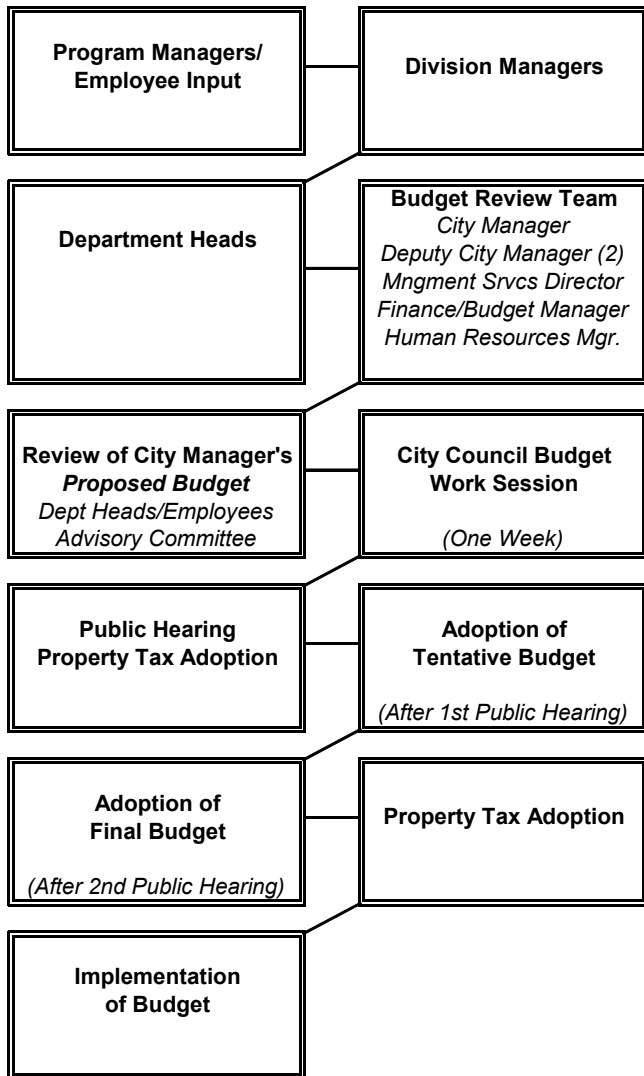 Program Managers/
Employee Input
Division Managers
Department Heads
Budget Review Team
City Manager
Deputy City Manager (2)
Mngment Srvcs Director
Finance/Budget Manager
Human Resources Mgr.
Review of City Manager's
Proposed Budget
Dept Heads/Employees
Advisory Committee
City Council Budget
Work Session
(One Week)
Public Hearing
Property Tax Adoption
Adoption of
Tentative Budget
(After 1st Public Hearing)
Adoption of
Final Budget
(After 2nd Public Hearing)
Property Tax Adoption
Implementation
of Budget